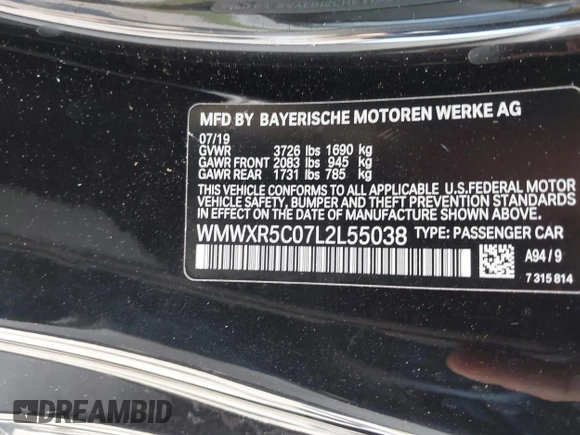 MFD BY BAYERISCHE MOTOREN WERKE AG
07/19
GVWR 3726 lbs 1690 kg
GAWR FRONT 2083 lbs 945 kg
GAWR REAR 1731 lbs 785 kg
THIS VEHICLE CONFORMS TO ALL APPLICABLE U.S.FEDERAL MOTOR
VEHICLE SAFETY, BUMPER AND THEFT PREVENTION STANDARDS
IN EFFECT ON THE DATE OF MANUFACTURE SHOWN ABOVE.
WMWXR5C07L2L55038 TYPE: PASSENGER CAR
A94/9
7 315 814
DREAMBID